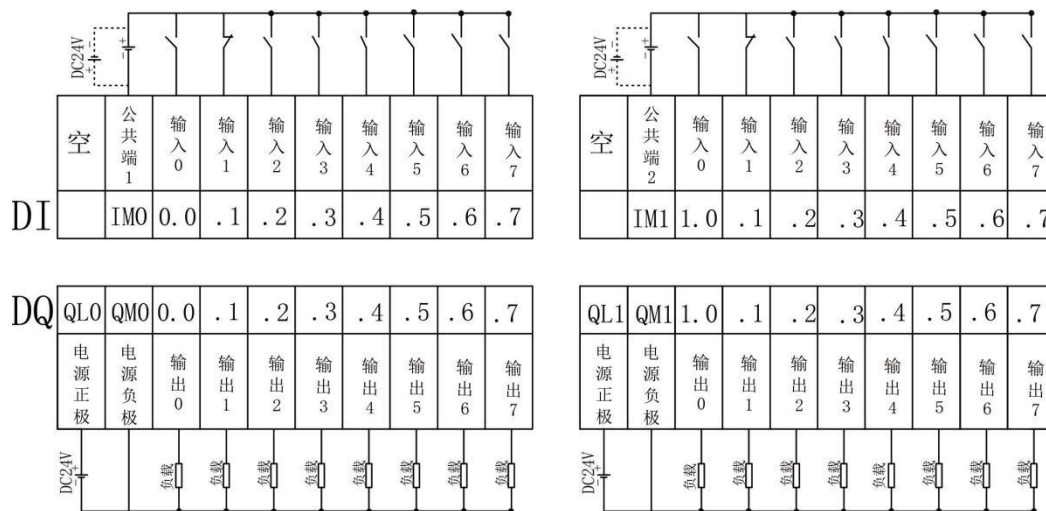 DC24V
DC24V
空 公共端1 输入0 输入1 输入2 输入3 输入4 输入5 输入6 输入7
空 公共端2 输入0 输入1 输入2 输入3 输入4 输入5 输入6 输入7
DI IM0 0.0 .1 .2 .3 .4 .5 .6 .7
IM1 1.0 .1 .2 .3 .4 .5 .6 .7
DQ QL0 QM0 0.0 .1 .2 .3 .4 .5 .6 .7
QL1 QM1 1.0 .1 .2 .3 .4 .5 .6 .7
电源正极 电源负极 输出0 输出1 输出2 输出3 输出4 输出5 输出6 输出7
电源正极 电源负极 输出0 输出1 输出2 输出3 输出4 输出5 输出6 输出7
DC24V 负载 负载 负载 负载 负载 负载 负载 负载
DC24V 负载 负载 负载 负载 负载 负载 负载 负载